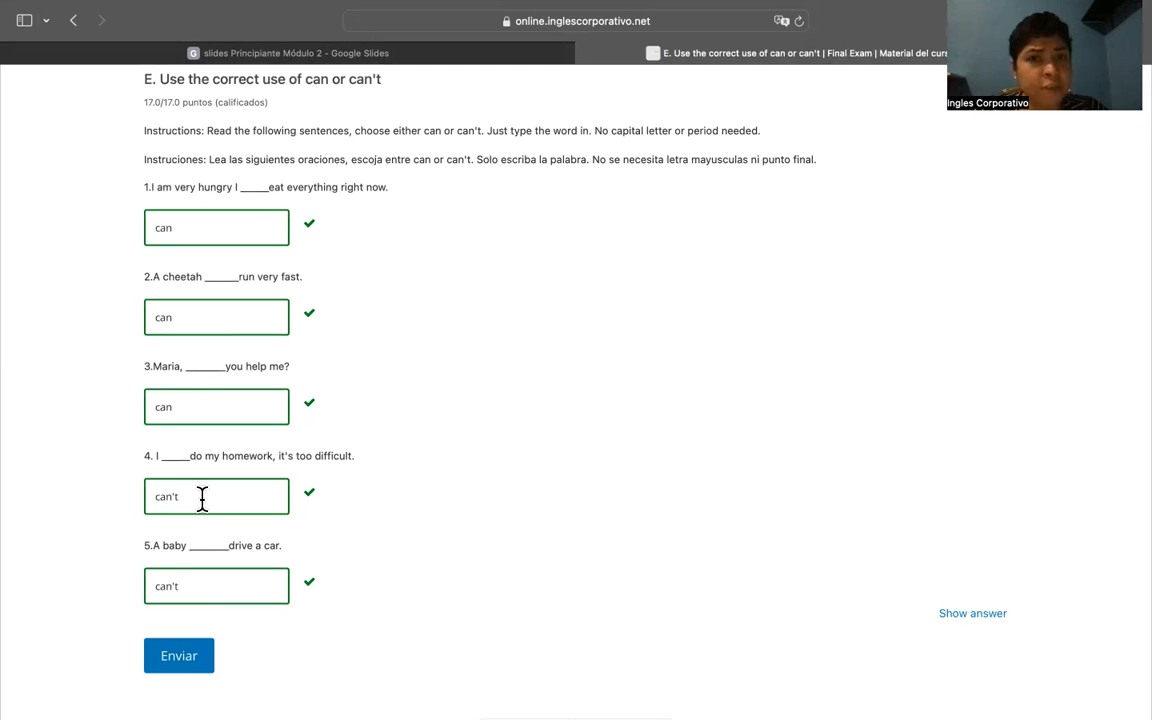 online.inglescorporativo.net
G slides Principiante Módulo 2 - Google Slides
E. Use the correct use of can or can't | Final Exam | Material del cur
Ingles Corporativo
E. Use the correct use of can or can't
17.0/17.0 puntos (calificados)
Instructions: Read the following sentences, choose either can or can't. Just type the word in. No capital letter or period needed.
Instruciones: Lea las siguientes oraciones, escoja entre can or can't. Solo escriba la palabra. No se necesita letra mayusculas ni punto final.
1.I am very hungry I _____eat everything right now.
can
2.A cheetah ______run very fast.
can
3.Maria, _______you help me?
can
4. I _____do my homework, it's too difficult.
can't
5.A baby _______drive a car.
can't
Show answer
Enviar